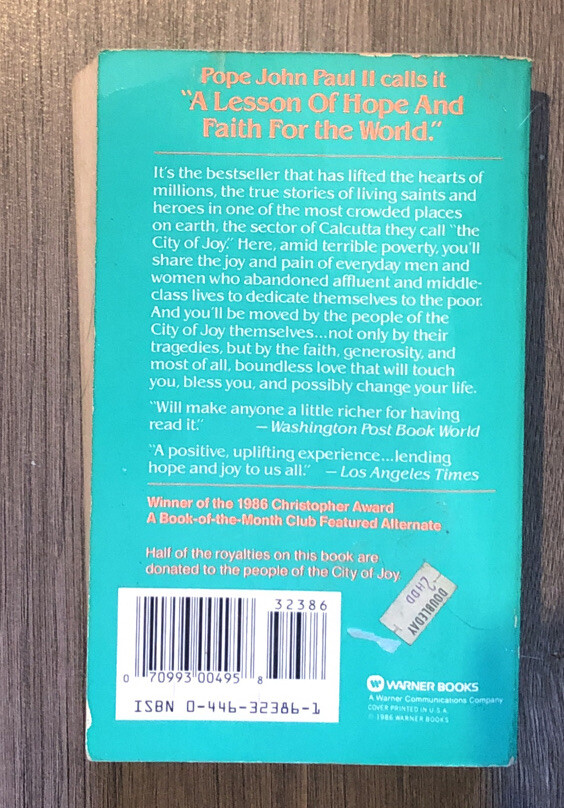 Pope John Paul II calls it
"A Lesson Of Hope And
Faith For the World."
It's the bestseller that has lifted the hearts of
millions, the true stories of living saints and
heroes in one of the most crowded places
on earth, the sector of Calcutta they call "the
City of Joy." Here, amid terrible poverty, you'll
share the joy and pain of everyday men and
women who abandoned affluent and middle-
class lives to dedicate themselves to the poor.
And you'll be moved by the people of the
City of Joy themselves...not only by their
tragedies, but by the faith, generosity, and
most of all, boundless love that will touch
you, bless you, and possibly change your life.
"Will make anyone a little richer for having
read it." — Washington Post Book World
"A positive, uplifting experience...lending
hope and joy to us all." — Los Angeles Times
Winner of the 1986 Christopher Award
A Book-of-the-Month Club Featured Alternate
Half of the royalties on this book are
donated to the people of the City of Joy.
DOUBLEDAY
32386
0 70993 00495 8
ISBN 0-446-32386-1
WARNER BOOKS
A Warner Communications Company
COVER PRINTED IN U.S.A.
© 1986 WARNER BOOKS